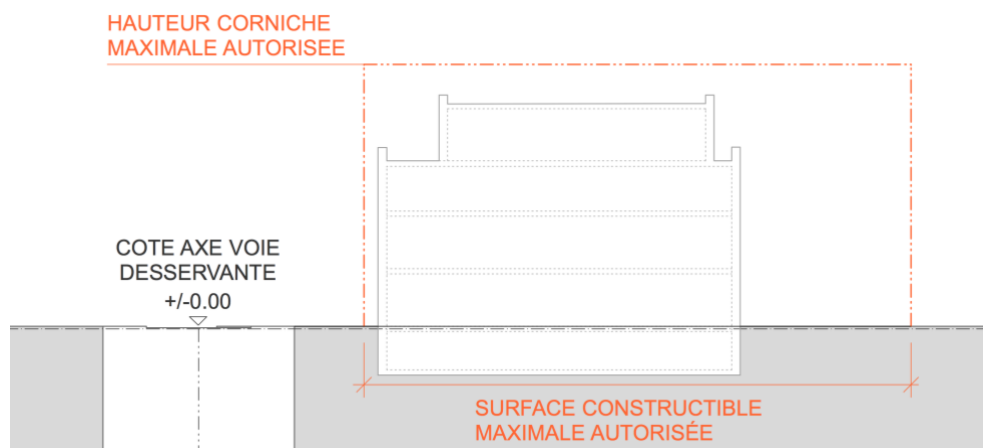 HAUTEUR CORNICHE
MAXIMALE AUTORISEE
COTE AXE VOIE
DESSERVANTE
+/-0.00
SURFACE CONSTRUCTIBLE
MAXIMALE AUTORISÉE